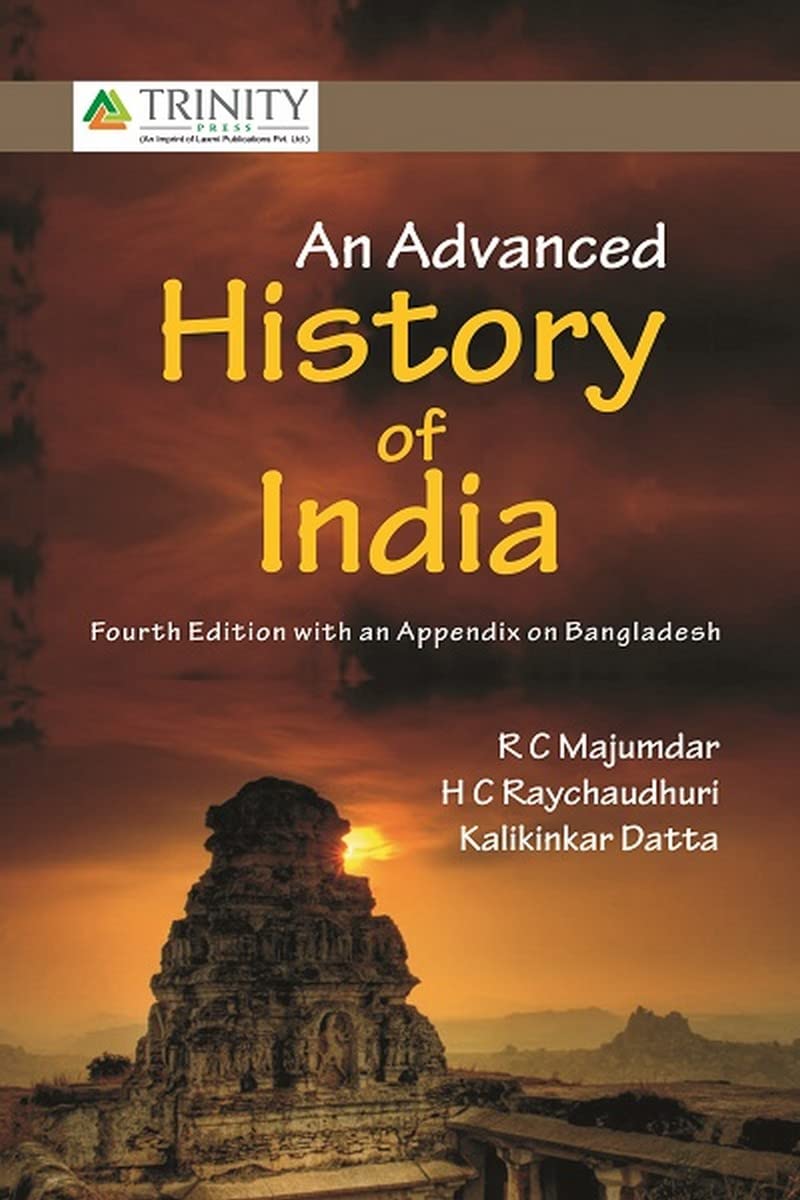 TRINITY
PRESS
(An Imprint of Laxmi Publications Pvt. Ltd.)
An Advanced
History
of
India
Fourth Edition with an Appendix on Bangladesh
R C Majumdar
H C Raychaudhuri
Kalikinkar Datta